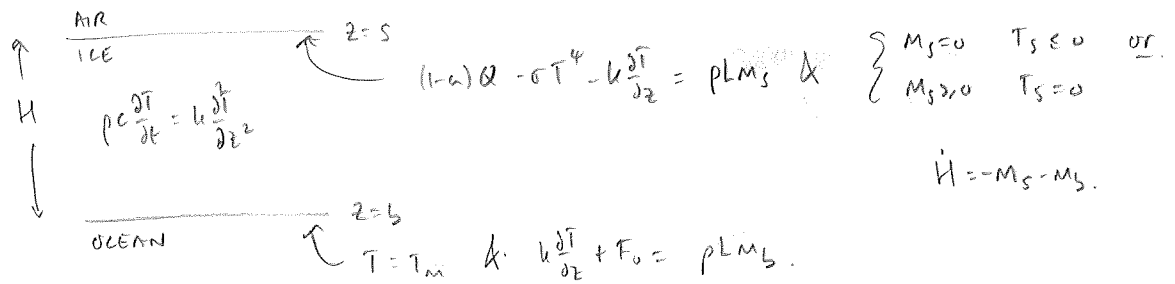 AIR
ICE
z=s
(1-a)Q - σT⁴ - k ∂T/∂z = ρLm_s & { m_s=0 T_s≤0 or
m_s≥0 T_s=0
H
ρc ∂T/∂t = k ∂²T/∂z²
Ḣ = -m_s - m_b.
z=b
OCEAN
T=T_m & k ∂T/∂z + F_o = ρLm_b.